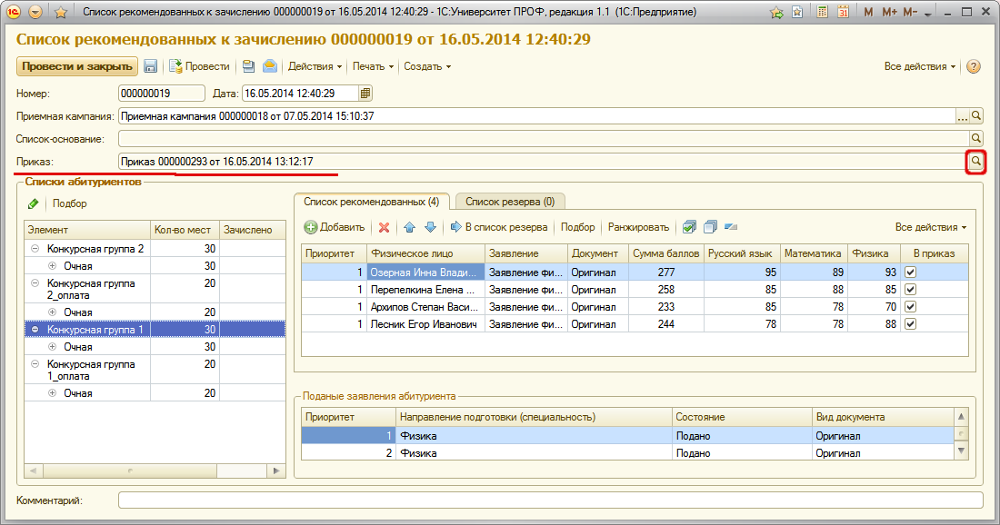 Список рекомендованных к зачислению 000000019 от 16.05.2014 12:40:29 - 1С:Университет ПРОФ, редакция 1.1 (1С:Предприятие)
M M+ M-
Список рекомендованных к зачислению 000000019 от 16.05.2014 12:40:29
Провести и закрыть Провести Действия Печать Создать Все действия
Номер: 000000019 Дата: 16.05.2014 12:40:29
Приемная кампания: Приемная кампания 000000018 от 07.05.2014 15:10:37 ...
Список-основание:
Приказ: Приказ 000000293 от 16.05.2014 13:12:17
Списки абитуриентов
Подбор
Элемент Кол-во мест Зачислено
Конкурсная группа 2 30
Очная 30
Конкурсная группа 20
2_оплата
Очная 20
Конкурсная группа 1 30
Очная 30
Конкурсная группа 20
1_оплата
Очная 20
Список рекомендованных (4) Список резерва (0)
Добавить В список резерва Подбор Ранжировать Все действия
Приоритет Физическое лицо Заявление Документ Сумма баллов Русский язык Математика Физика В приказ
1 Озерная Инна Влади... Заявление фи... Оригинал 277 95 89 93
1 Перепелкина Елена ... Заявление фи... Оригинал 258 85 88 85
1 Архипов Степан Васи... Заявление фи... Оригинал 233 85 78 70
1 Лесник Егор Иванович Заявление фи... Оригинал 244 78 78 88
Поданые заявления абитуриента
Приоритет Направление подготовки (специальность) Состояние Вид документа
1 Физика Подано Оригинал
2 Физика Подано Оригинал
Комментарий: